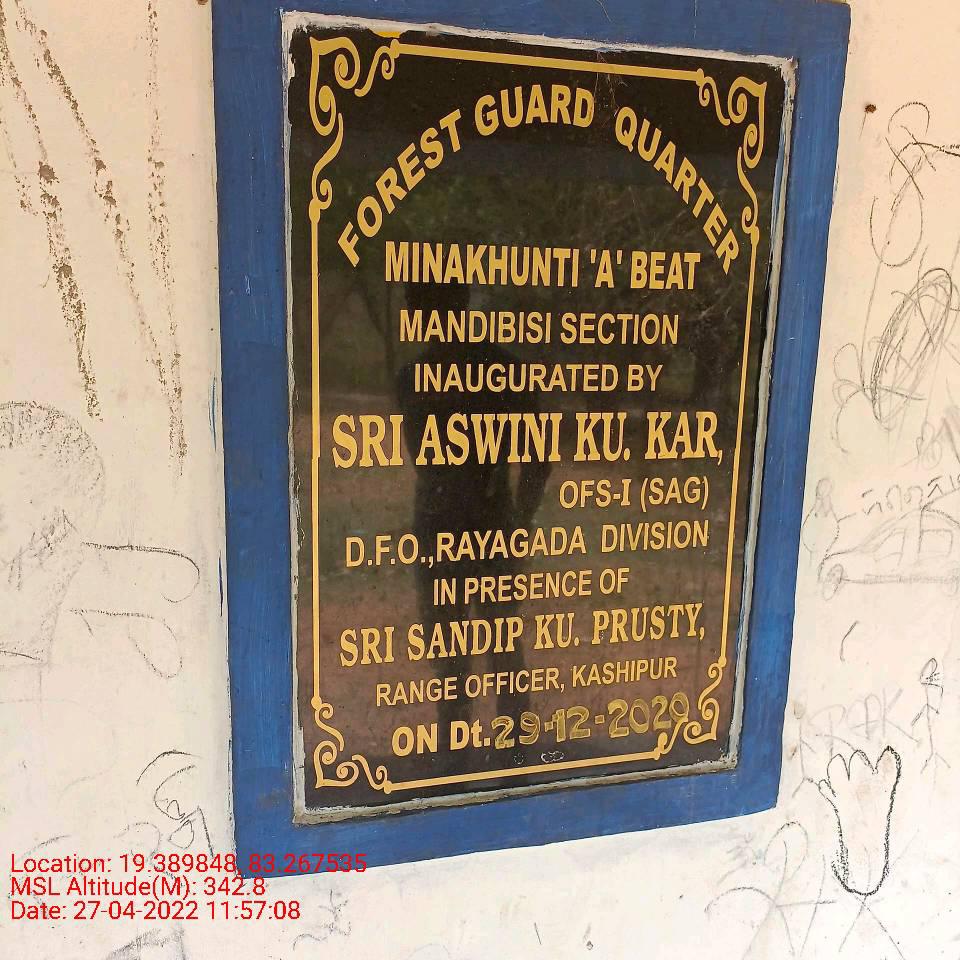 FOREST GUARD QUARTER
MINAKHUNTI 'A' BEAT
MANDIBISI SECTION
INAUGURATED BY
SRI ASWINI KU. KAR,
OFS-I (SAG)
D.F.O.,RAYAGADA DIVISION
IN PRESENCE OF
SRI SANDIP KU. PRUSTY,
RANGE OFFICER, KASHIPUR
ON Dt.29-12-2020
Location: 19.389848, 83.267535
MSL Altitude(M): 342.8
Date: 27-04-2022 11:57:08